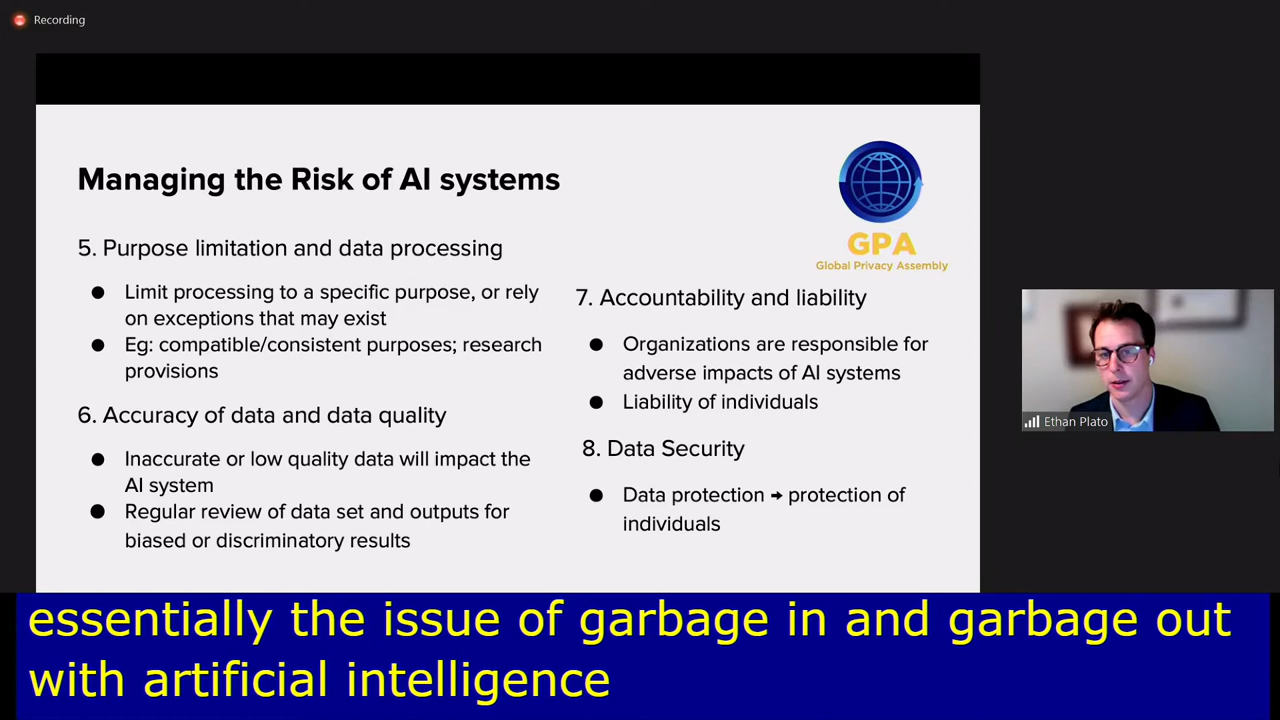 Recording
Managing the Risk of AI systems
GPA
Global Privacy Assembly
5. Purpose limitation and data processing
● Limit processing to a specific purpose, or rely
on exceptions that may exist
● Eg: compatible/consistent purposes; research
provisions
6. Accuracy of data and data quality
● Inaccurate or low quality data will impact the
AI system
● Regular review of data set and outputs for
biased or discriminatory results
7. Accountability and liability
● Organizations are responsible for
adverse impacts of AI systems
● Liability of individuals
8. Data Security
● Data protection → protection of
individuals
Ethan Plato
essentially the issue of garbage in and garbage out
with artificial intelligence